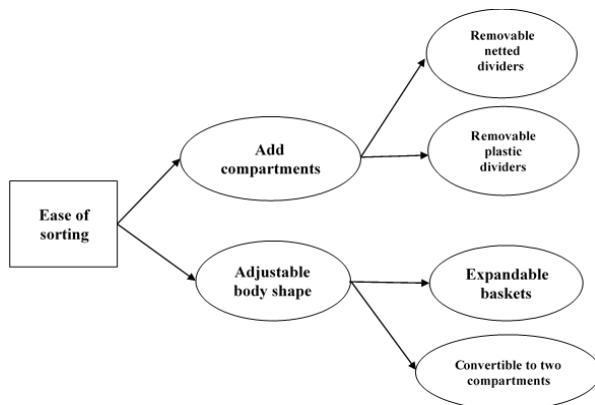 Removable
netted
dividers
Add
compartments
Removable
plastic
dividers
Ease of
sorting
Adjustable
body shape
Expandable
baskets
Convertible to two
compartments